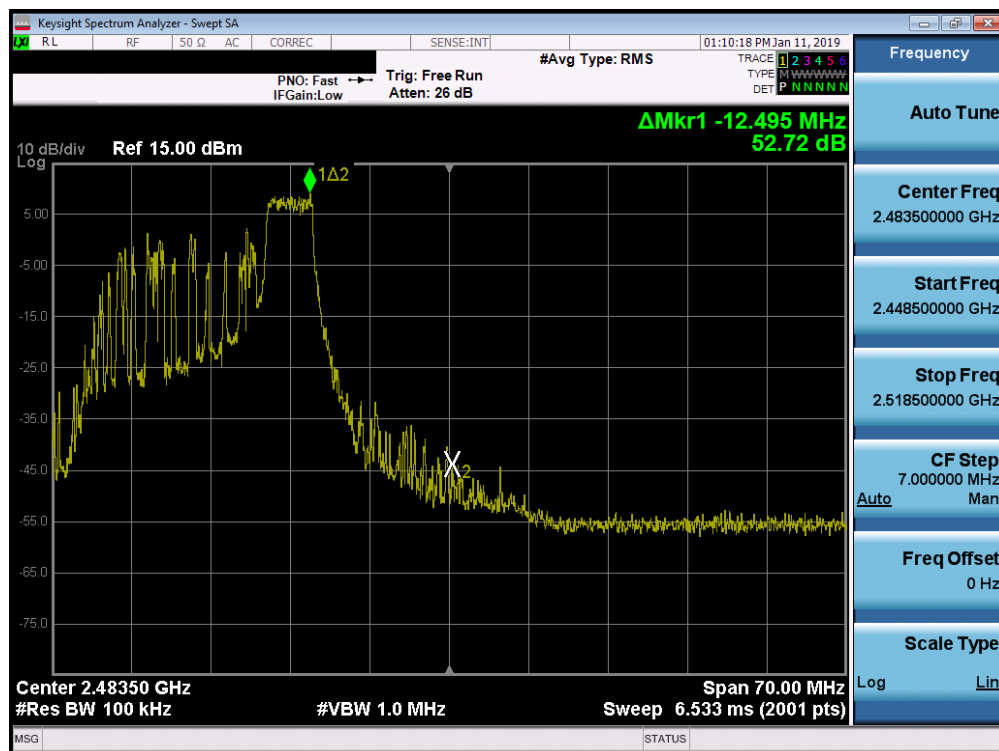 Keysight Spectrum Analyzer - Swept SA
LXI RL RF 50 Ω AC CORREC SENSE:INT 01:10:18 PM Jan 11, 2019
#Avg Type: RMS
TRACE 1 2 3 4 5 6
TYPE M W W W W W
DET P N N N N N
PNO: Fast
IFGain:Low
Trig: Free Run
Atten: 26 dB
ΔMkr1 -12.495 MHz
52.72 dB
10 dB/div Ref 15.00 dBm
Log
1Δ2
5.00
-5.00
-15.0
-25.0
-35.0
-45.0
X2
-55.0
-65.0
-75.0
Center 2.48350 GHz
Span 70.00 MHz
#Res BW 100 kHz
#VBW 1.0 MHz
Sweep 6.533 ms (2001 pts)
MSG
STATUS
Frequency
Auto Tune
Center Freq
2.483500000 GHz
Start Freq
2.448500000 GHz
Stop Freq
2.518500000 GHz
CF Step
7.000000 MHz
Auto Man
Freq Offset
0 Hz
Scale Type
Log Lin